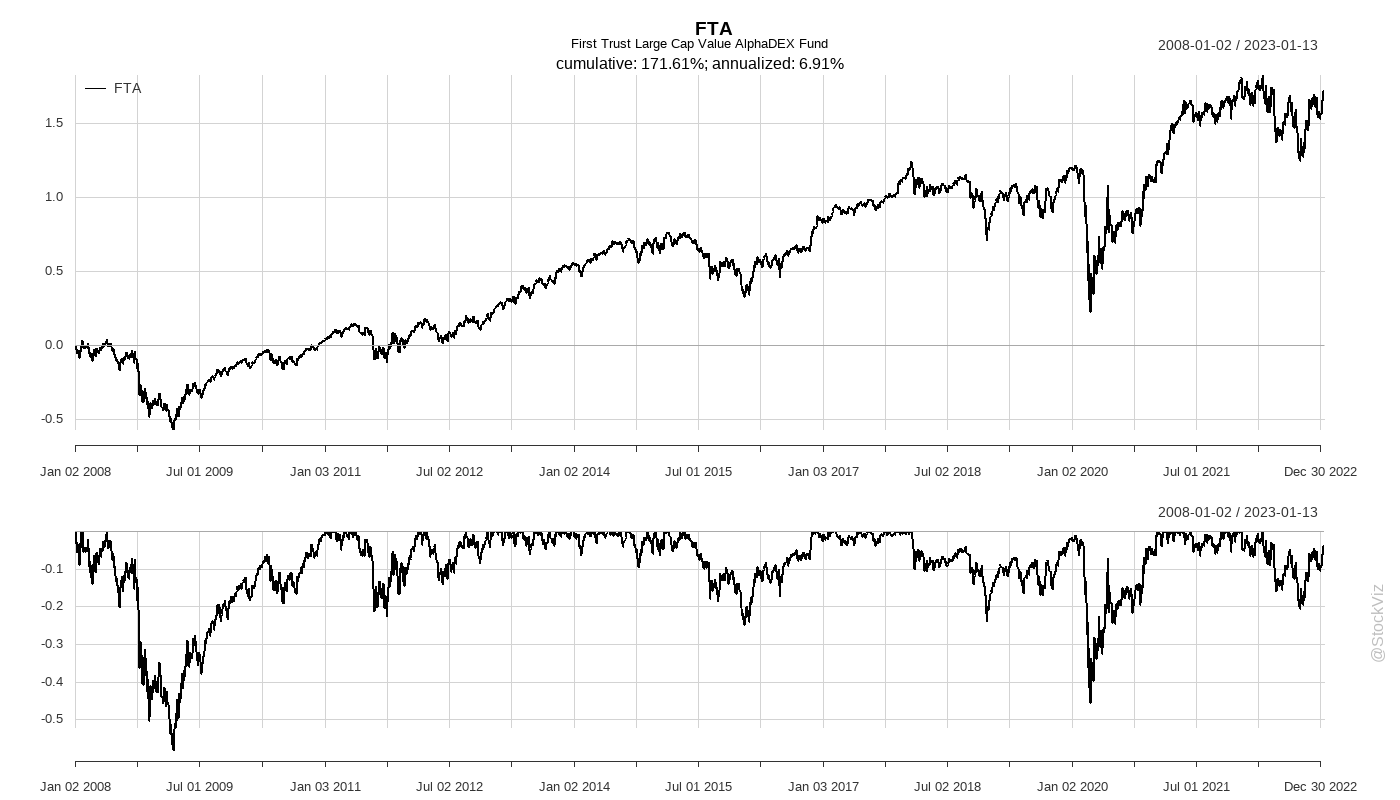 FTA
First Trust Large Cap Value AlphaDEX Fund
2008-01-02 / 2023-01-13
cumulative: 171.61%; annualized: 6.91%
FTA
1.5
1.0
0.5
0.0
-0.5
Jan 02 2008 Jul 01 2009 Jan 03 2011 Jul 02 2012 Jan 02 2014 Jul 01 2015 Jan 03 2017 Jul 02 2018 Jan 02 2020 Jul 01 2021 Dec 30 2022
2008-01-02 / 2023-01-13
-0.1
-0.2
-0.3
-0.4
-0.5
Jan 02 2008 Jul 01 2009 Jan 03 2011 Jul 02 2012 Jan 02 2014 Jul 01 2015 Jan 03 2017 Jul 02 2018 Jan 02 2020 Jul 01 2021 Dec 30 2022
@StockViz